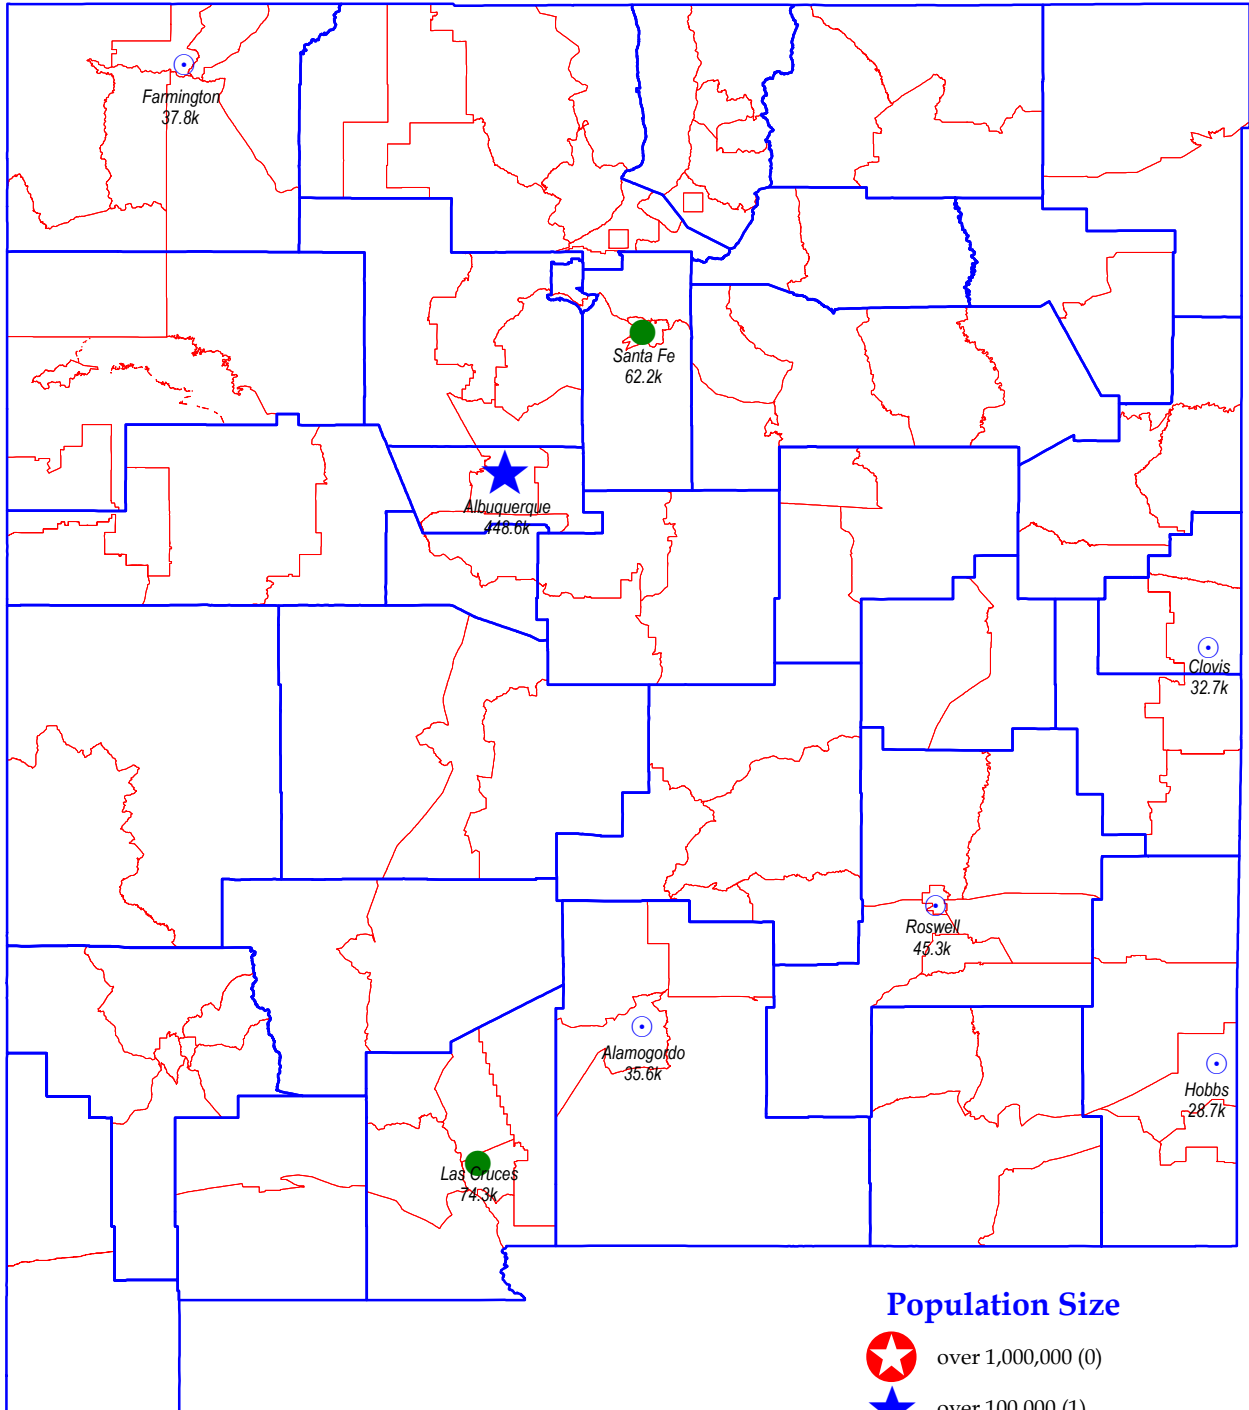 Farmington
37.8k
Santa Fe
62.2k
Albuquerque
448.6k
Clovis
32.7k
Roswell
45.3k
Alamogordo
35.6k
Hobbs
28.7k
Las Cruces
74.3k
Population Size
over 1,000,000 (0)
over 100,000 (1)